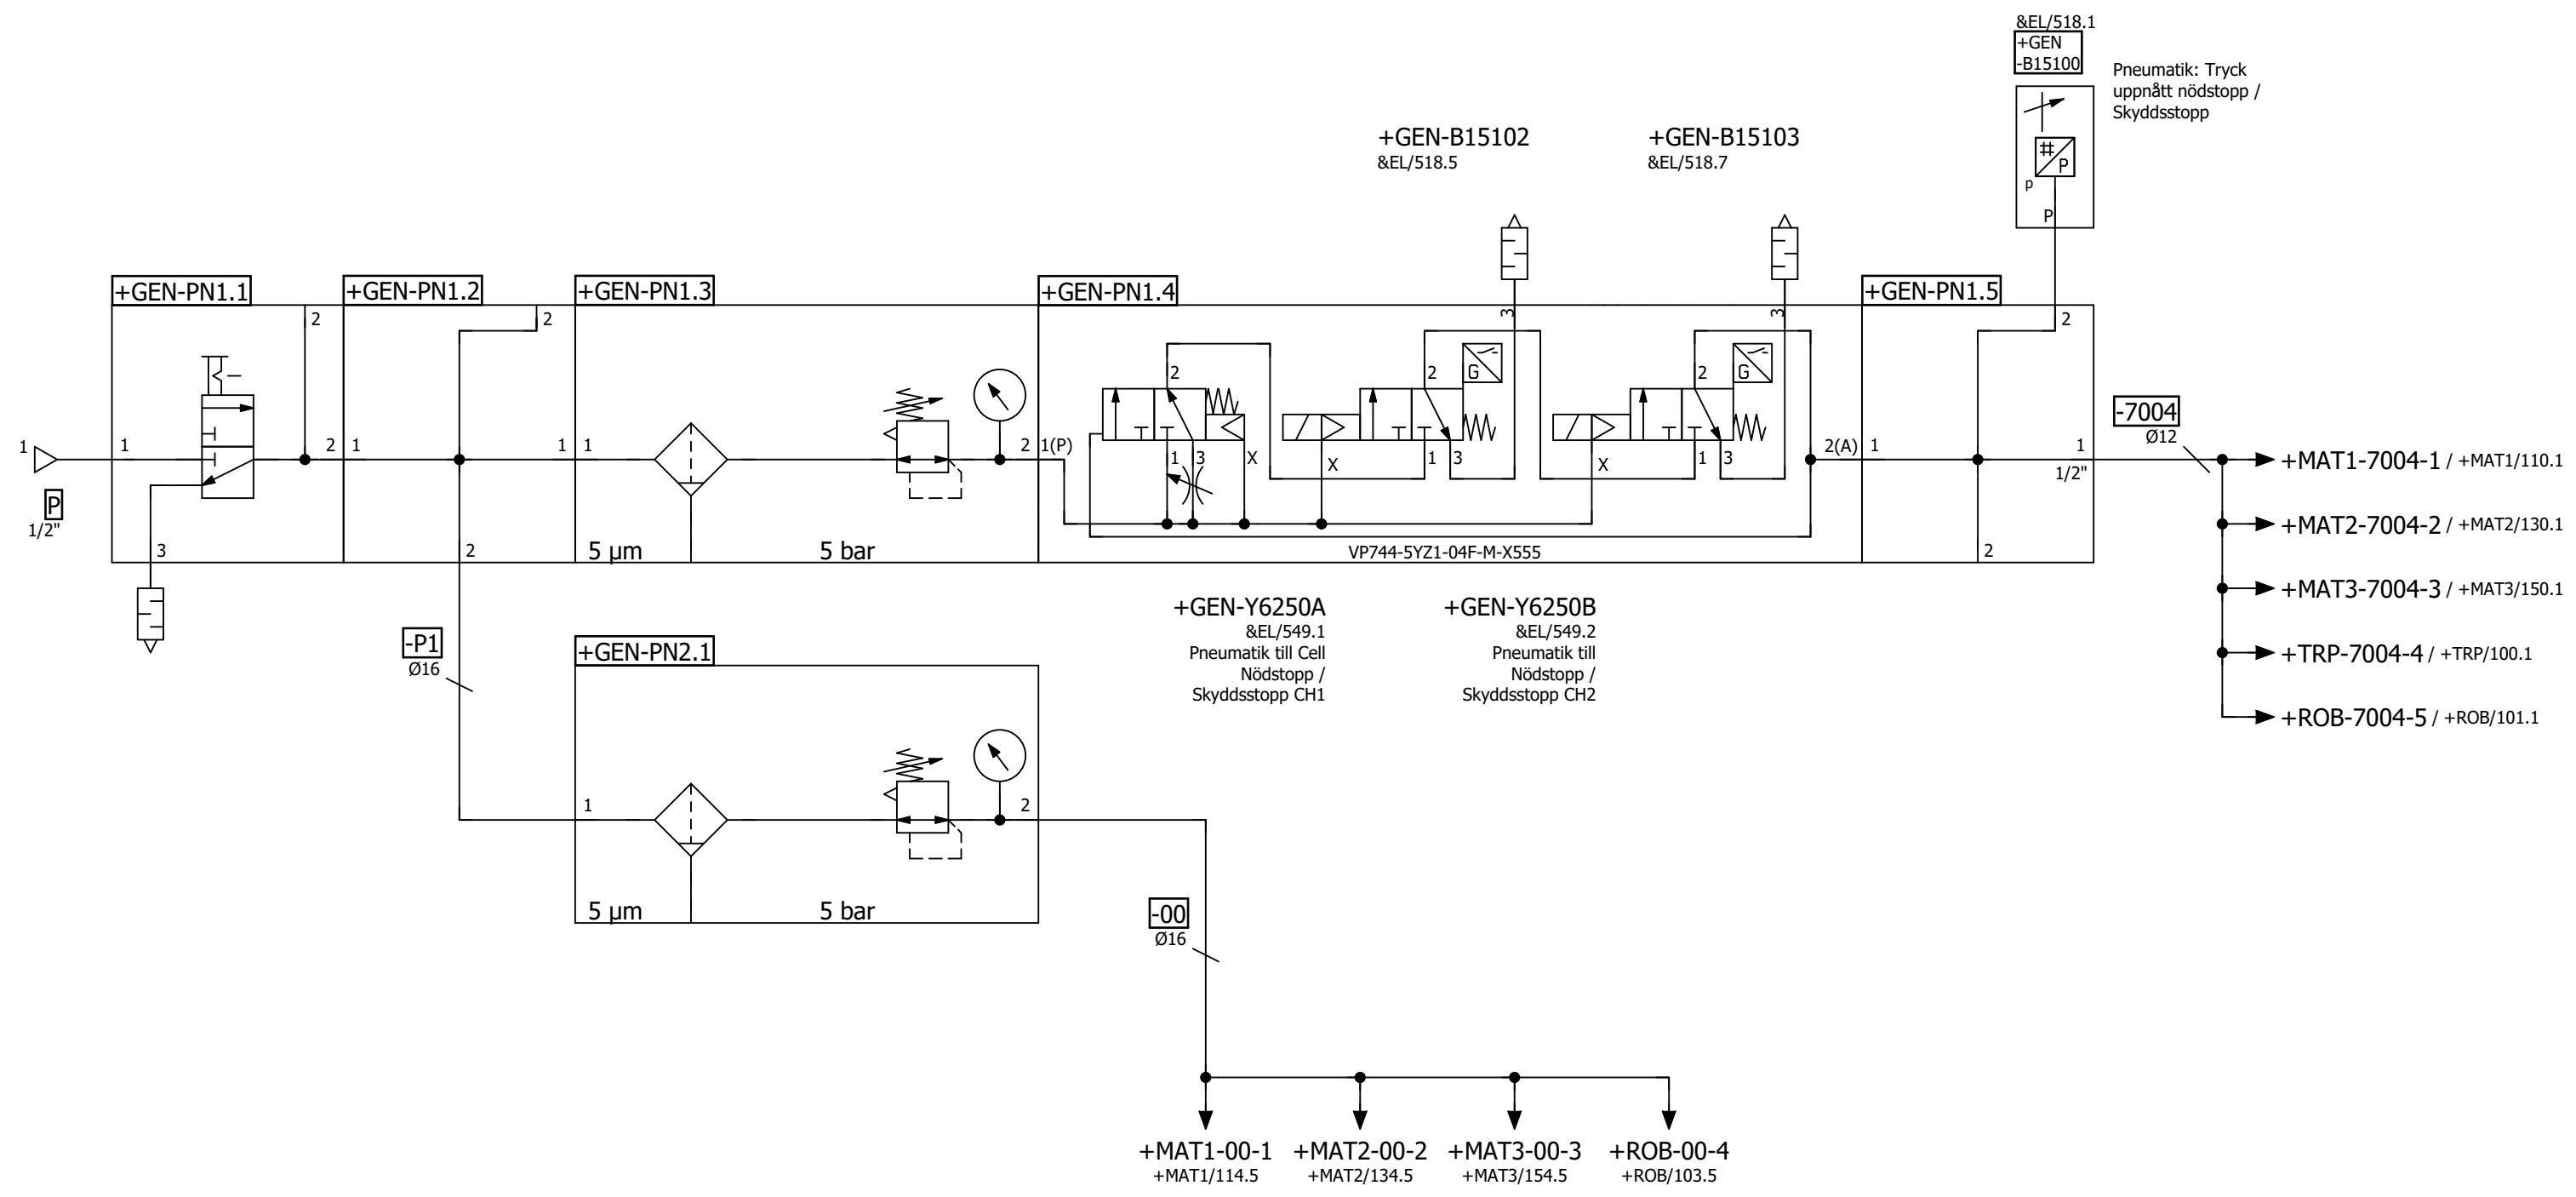 &EL/518.1
+GEN
-B15100
Pneumatik: Tryck
uppnått nödstopp /
Skyddsstopp
#
P
p
P
+GEN-B15102
&EL/518.5
+GEN-B15103
&EL/518.7
+GEN-PN1.1
+GEN-PN1.2
+GEN-PN1.3
+GEN-PN1.4
+GEN-PN1.5
2
2
3
3
2
1
P
1/2"
1
2
3
1
1
2
1
2
5 µm
5 bar
1(P)
2
1
3
X
G
2
X
1
3
G
2
X
1
3
2(A)
VP744-5YZ1-04F-M-X555
1
1
1/2"
2
-7004
Ø12
+MAT1-7004-1 / +MAT1/110.1
+MAT2-7004-2 / +MAT2/130.1
+MAT3-7004-3 / +MAT3/150.1
+TRP-7004-4 / +TRP/100.1
+ROB-7004-5 / +ROB/101.1
+GEN-Y6250A
&EL/549.1
Pneumatik till Cell
Nödstopp /
Skyddsstopp CH1
+GEN-Y6250B
&EL/549.2
Pneumatik till
Nödstopp /
Skyddsstopp CH2
-P1
Ø16
+GEN-PN2.1
1
2
5 µm
5 bar
-00
Ø16
+MAT1-00-1
+MAT1/114.5
+MAT2-00-2
+MAT2/134.5
+MAT3-00-3
+MAT3/154.5
+ROB-00-4
+ROB/103.5